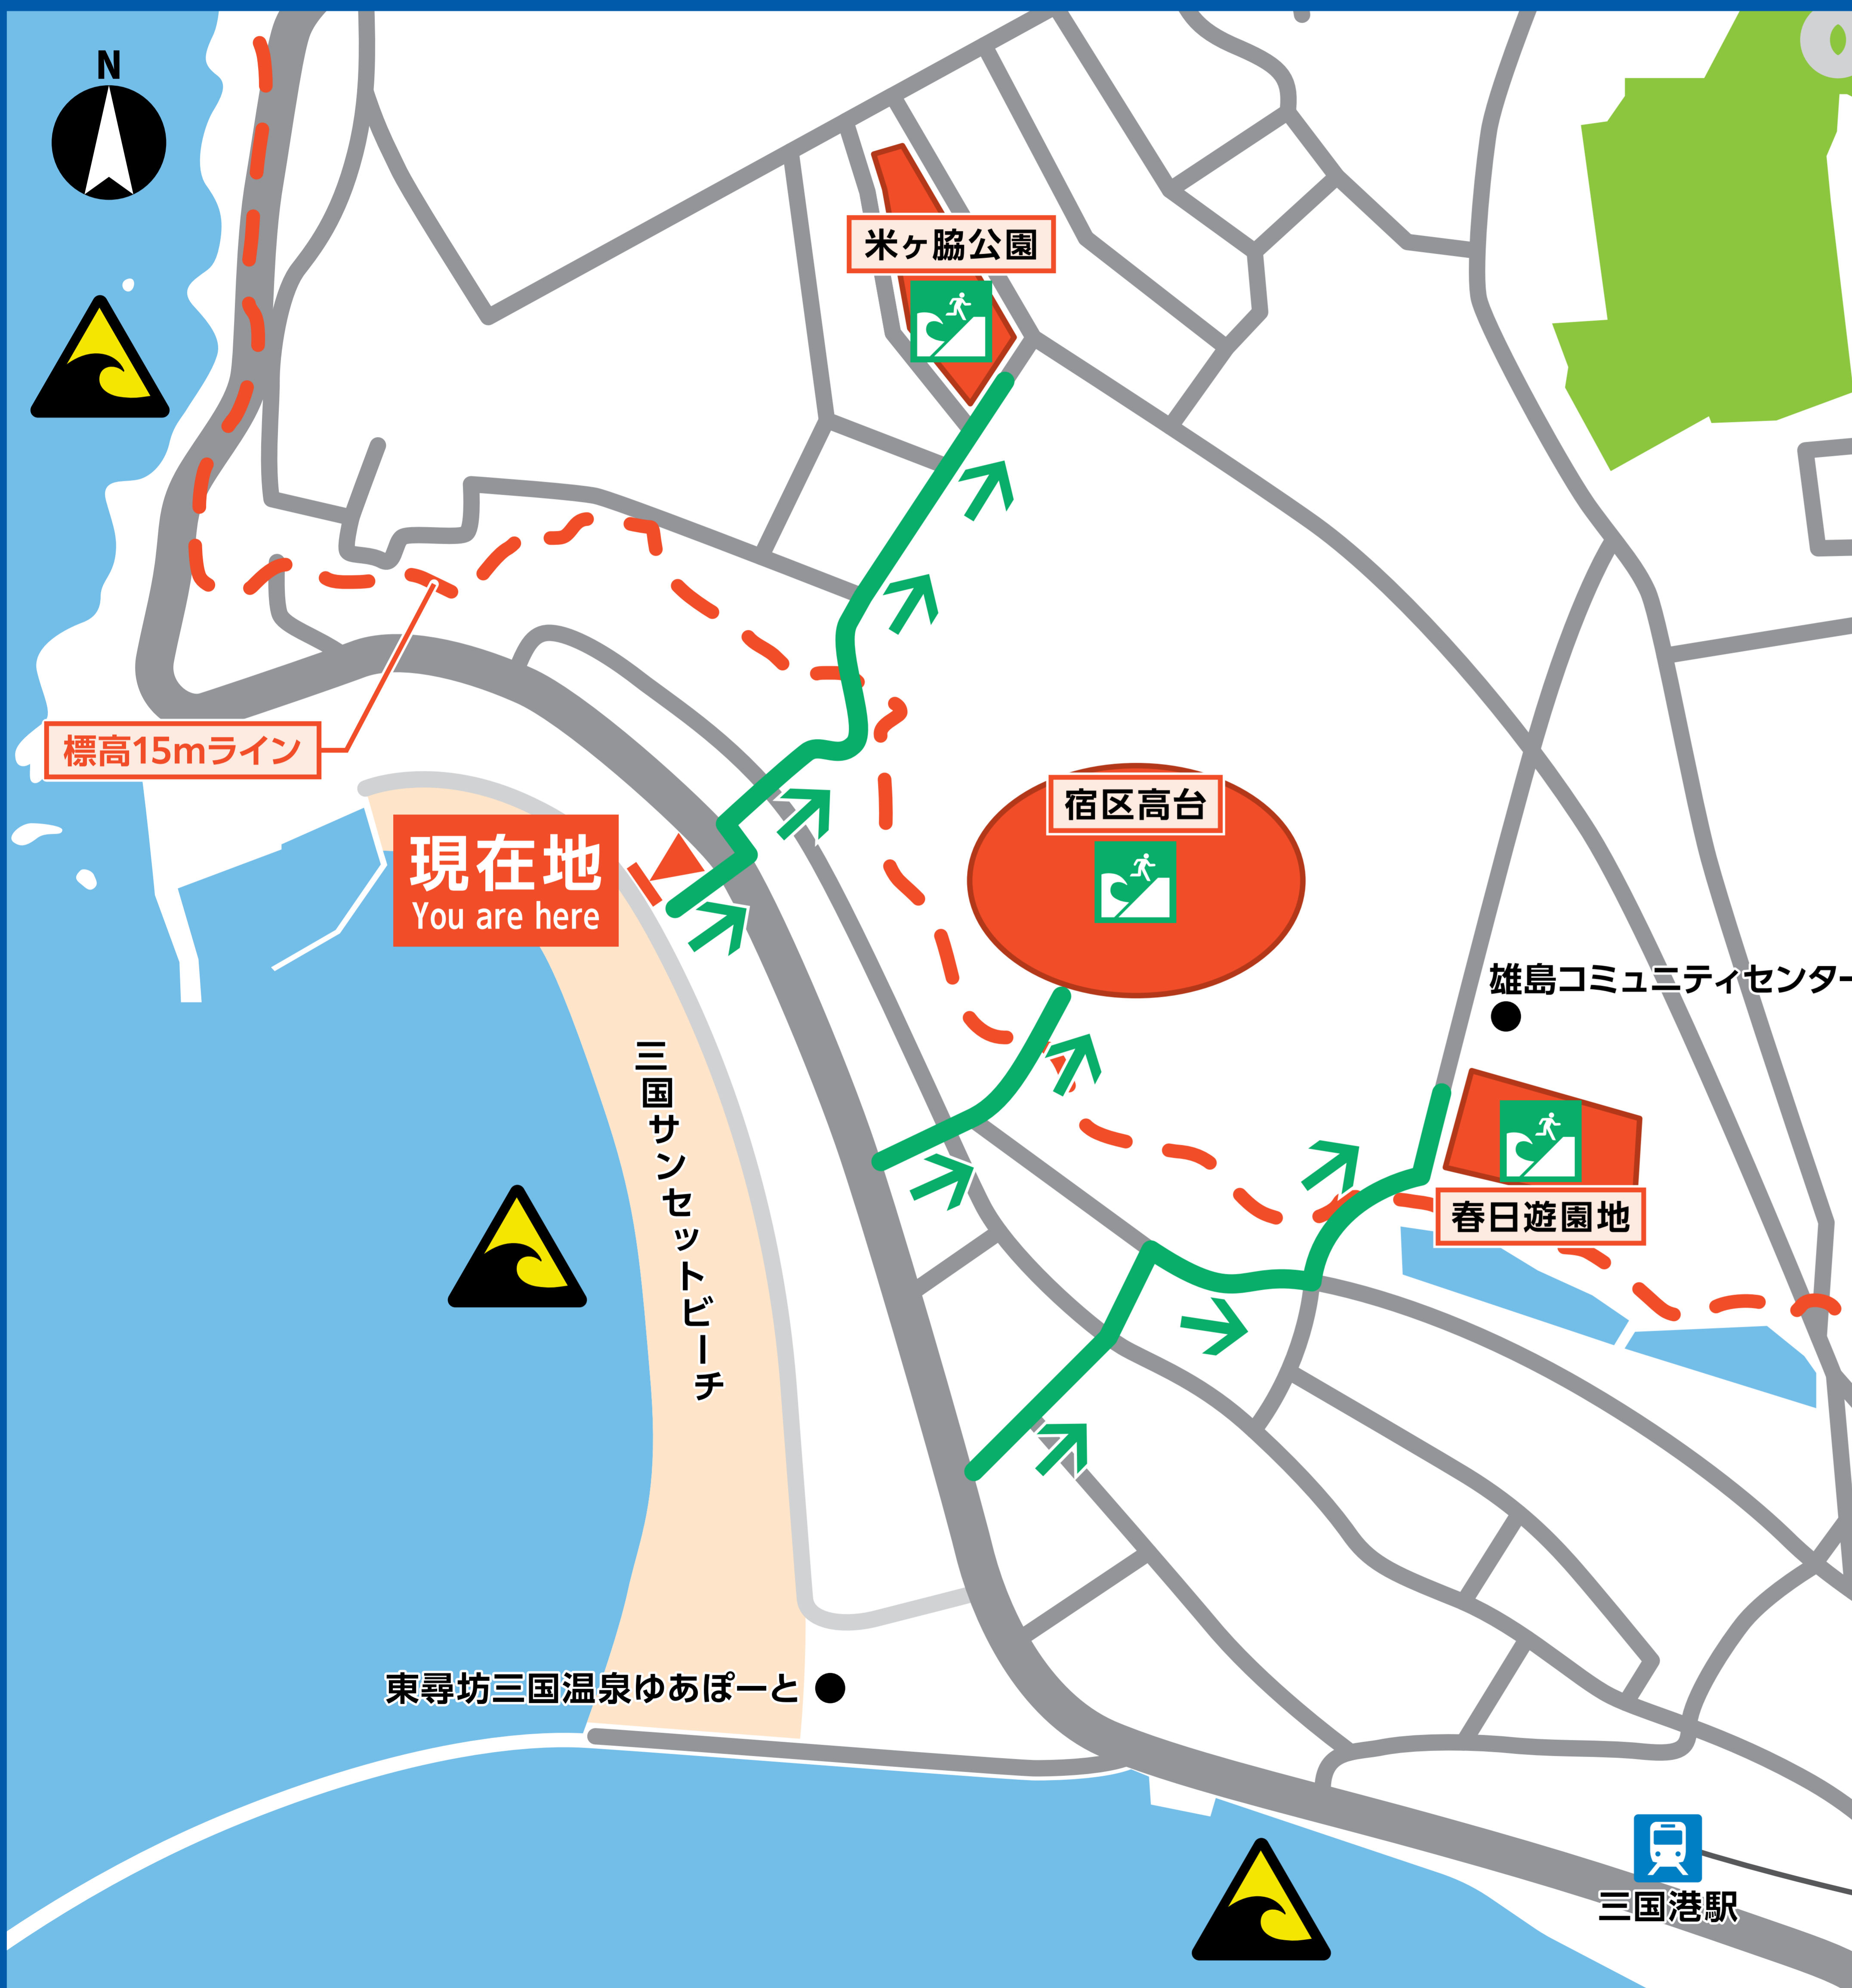 N
米ヶ脇公園
標高15mライン
宿区高台
現在地
You are here
雄島コミュニティセンター
三国サンセットビーチ
春日遊園地
東尋坊三国温泉ゆあぽーと
三国港駅